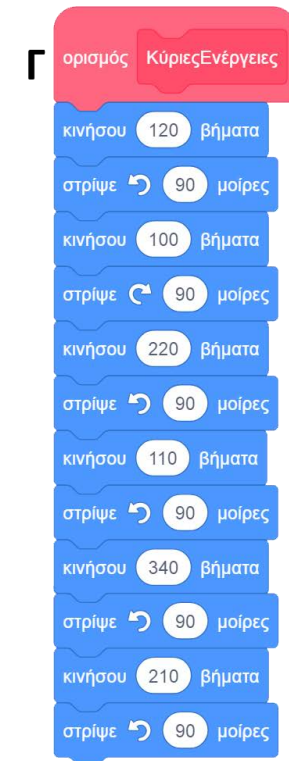 Γ
ορισμός ΚύριεςΕνέργειες
κινήσου 120 βήματα
στρίψε 90 μοίρες
κινήσου 100 βήματα
στρίψε 90 μοίρες
κινήσου 220 βήματα
στρίψε 90 μοίρες
κινήσου 110 βήματα
στρίψε 90 μοίρες
κινήσου 340 βήματα
στρίψε 90 μοίρες
κινήσου 210 βήματα
στρίψε 90 μοίρες